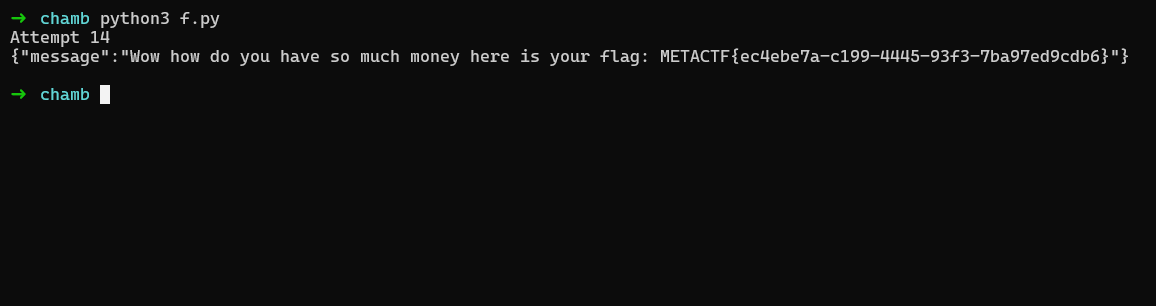 ➜ chamb python3 f.py
Attempt 14
{"message":"Wow how do you have so much money here is your flag: METACTF{ec4ebe7a-c199-4445-93f3-7ba97ed9cdb6}"}
➜ chamb